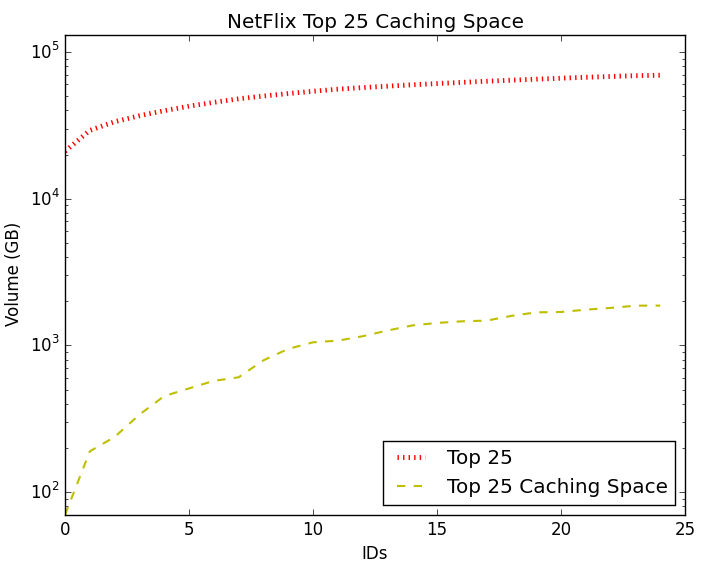 NetFlix Top 25 Caching Space
Volume (GB)
10^5
10^4
10^3
10^2
0 5 10 15 20 25
IDs
Top 25
Top 25 Caching Space